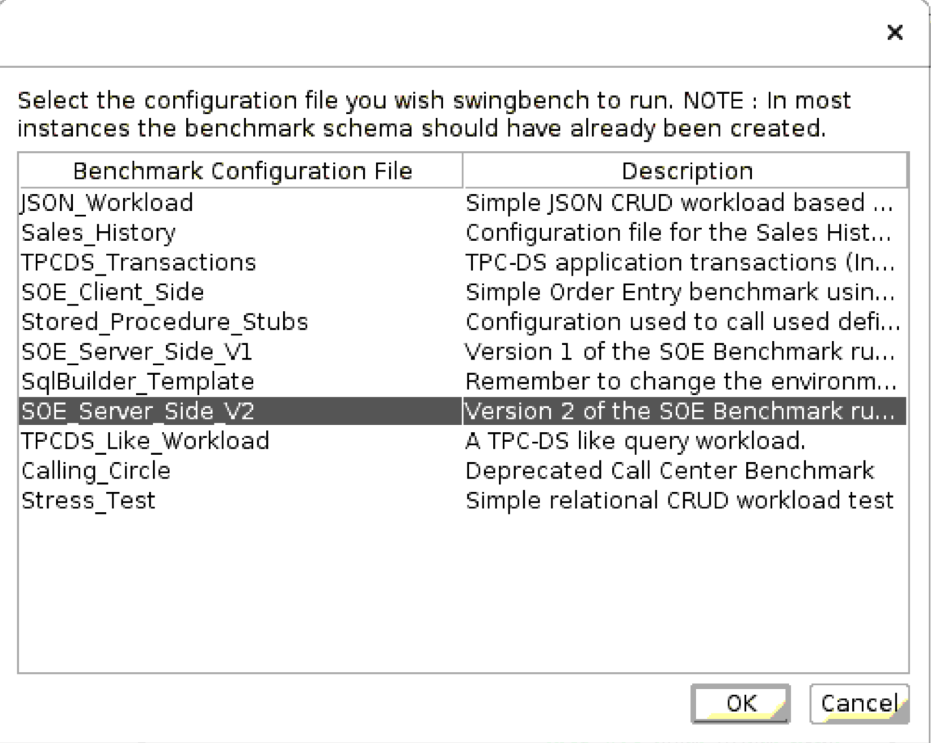 Select the configuration file you wish swingbench to run. NOTE : In most
instances the benchmark schema should have already been created.
Benchmark Configuration File Description
JSON_Workload Simple JSON CRUD workload based ...
Sales_History Configuration file for the Sales Hist...
TPCDS_Transactions TPC-DS application transactions (In...
SOE_Client_Side Simple Order Entry benchmark usin...
Stored_Procedure_Stubs Configuration used to call used defi...
SOE_Server_Side_V1 Version 1 of the SOE Benchmark ru...
SqlBuilder_Template Remember to change the environm...
SOE_Server_Side_V2 Version 2 of the SOE Benchmark ru...
TPCDS_Like_Workload A TPC-DS like query workload.
Calling_Circle Deprecated Call Center Benchmark
Stress_Test Simple relational CRUD workload test
OK Cancel